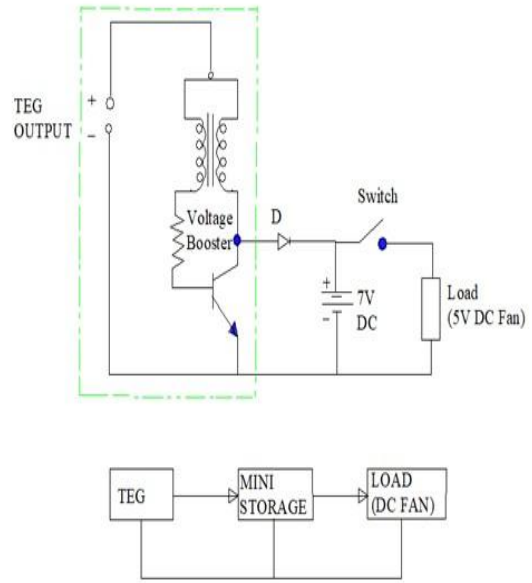 TEG
OUTPUT
+
−
Voltage
Booster
D
Switch
+
−
7V
DC
Load
(5V DC Fan)
TEG
MINI
STORAGE
LOAD
(DC FAN)